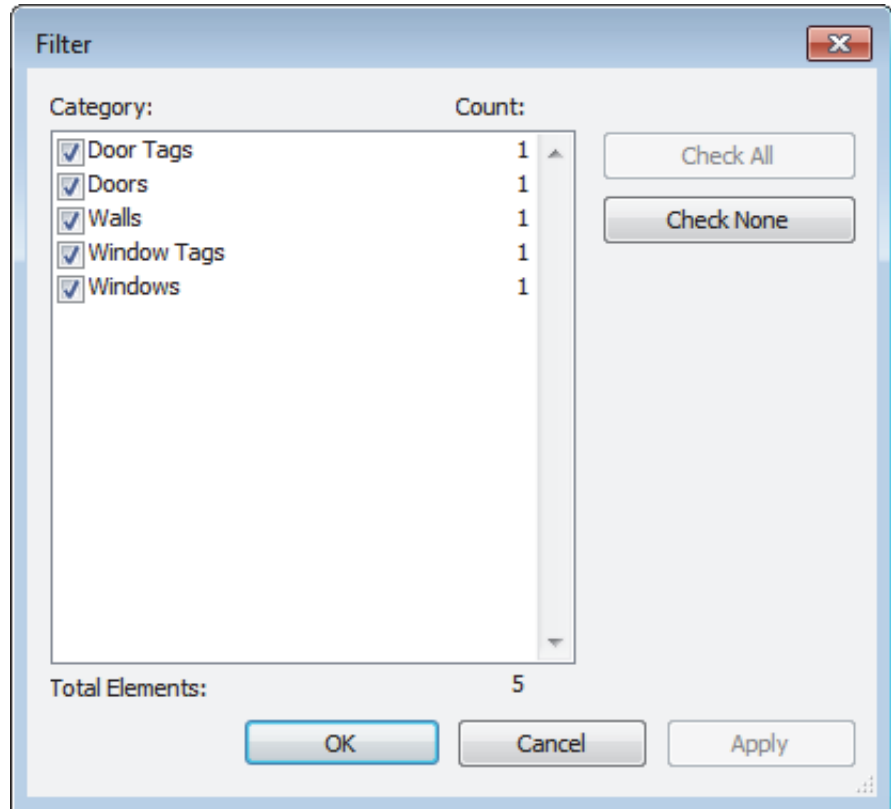 Filter
Category: Count:
Door Tags 1
Doors 1
Walls 1
Window Tags 1
Windows 1
Check All
Check None
Total Elements: 5
OK Cancel Apply